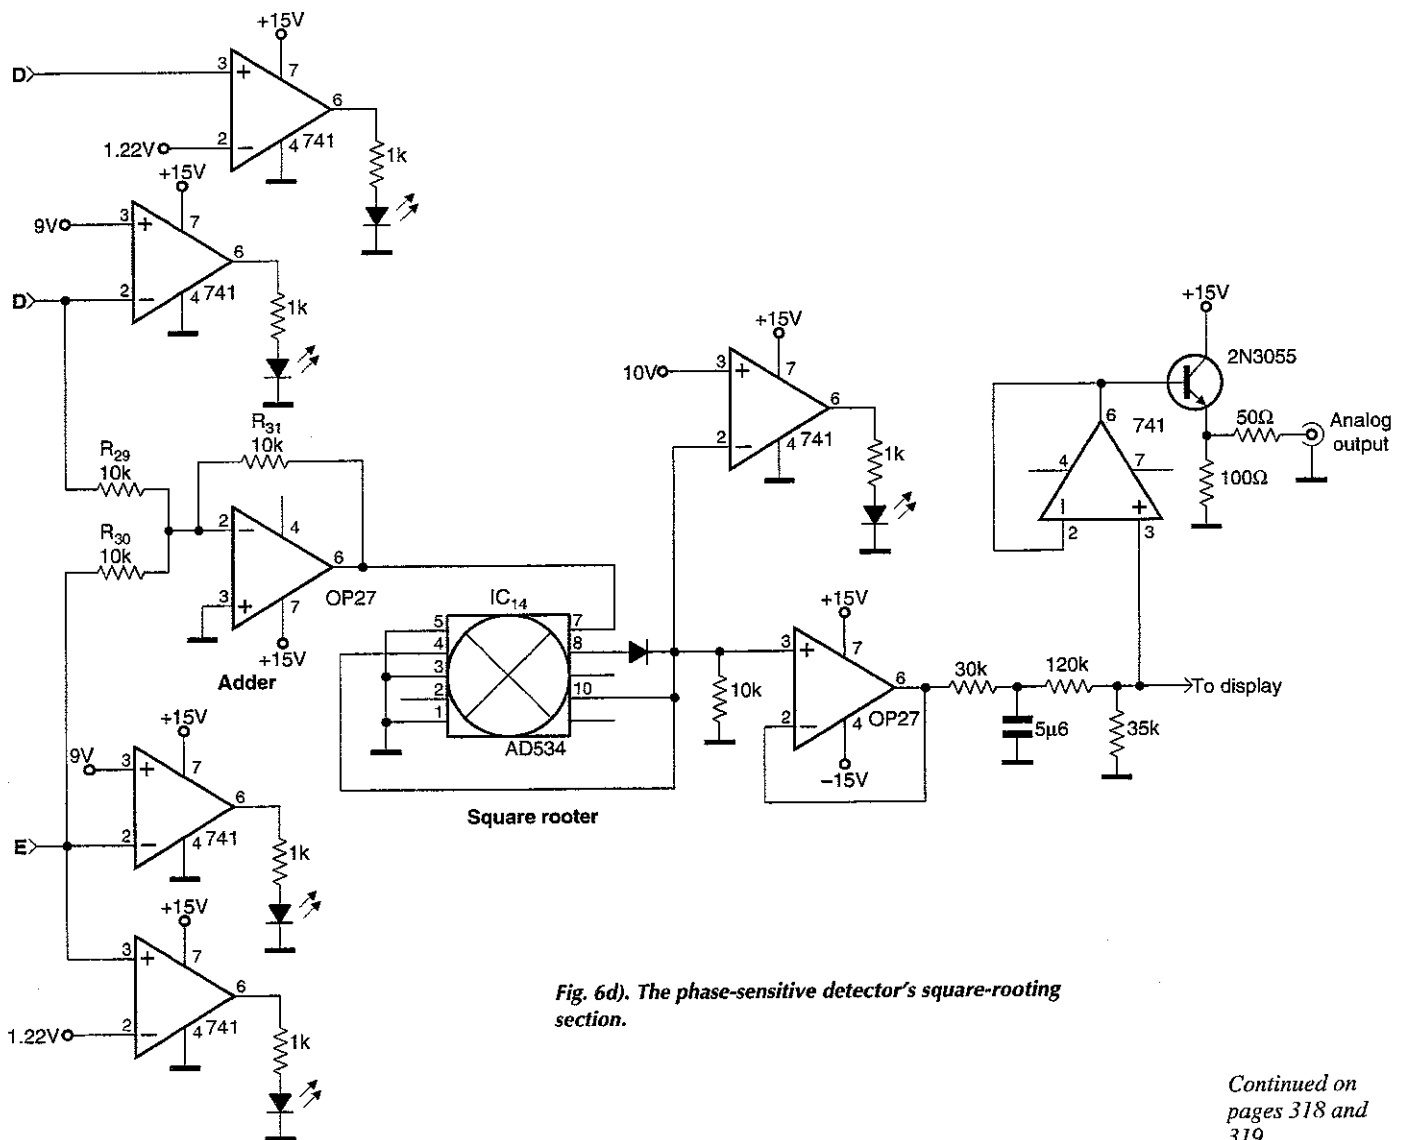 +15V
D
3
+
7
6
1.22V
2
−
4
741
1k
+15V
9V
3
+
7
6
D
2
−
4
741
1k
R31
10k
R29
10k
R30
10k
2
−
4
6
3
+
7
OP27
+15V
Adder
IC14
5
4
3
2
1
7
8
10
AD534
Square rooter
+15V
10V
3
+
7
6
2
−
4
741
1k
10k
+15V
3
+
7
6
2
−
4
OP27
−15V
30k
120k
5µ6
35k
To display
+15V
2N3055
6
741
4
7
−
+
2
3
50Ω
100Ω
Analog
output
+15V
9V
3
+
7
6
E
2
−
4
741
1k
+15V
3
+
7
6
1.22V
2
−
4
741
1k
Fig. 6d). The phase-sensitive detector's square-rooting
section.
Continued on
pages 318 and
319